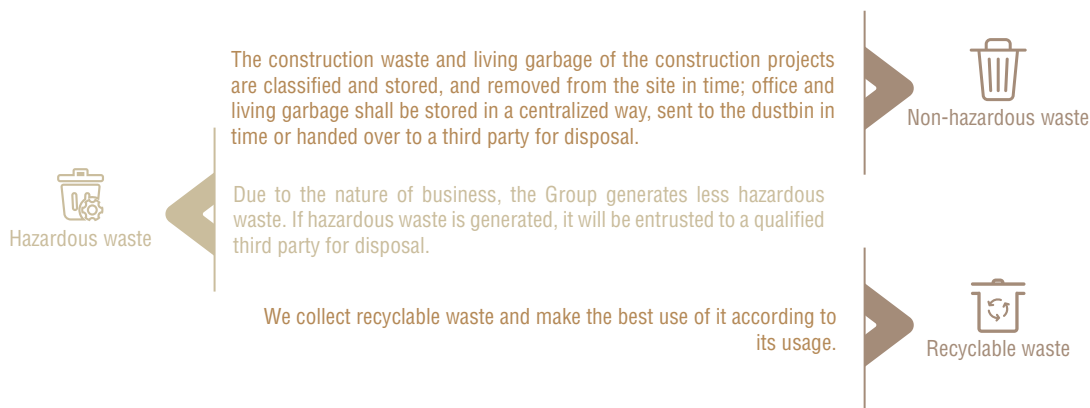 The construction waste and living garbage of the construction projects
are classified and stored, and removed from the site in time; office and
living garbage shall be stored in a centralized way, sent to the dustbin in
time or handed over to a third party for disposal.
Non-hazardous waste
Hazardous waste
Due to the nature of business, the Group generates less hazardous
waste. If hazardous waste is generated, it will be entrusted to a qualified
third party for disposal.
We collect recyclable waste and make the best use of it according to
its usage.
Recyclable waste